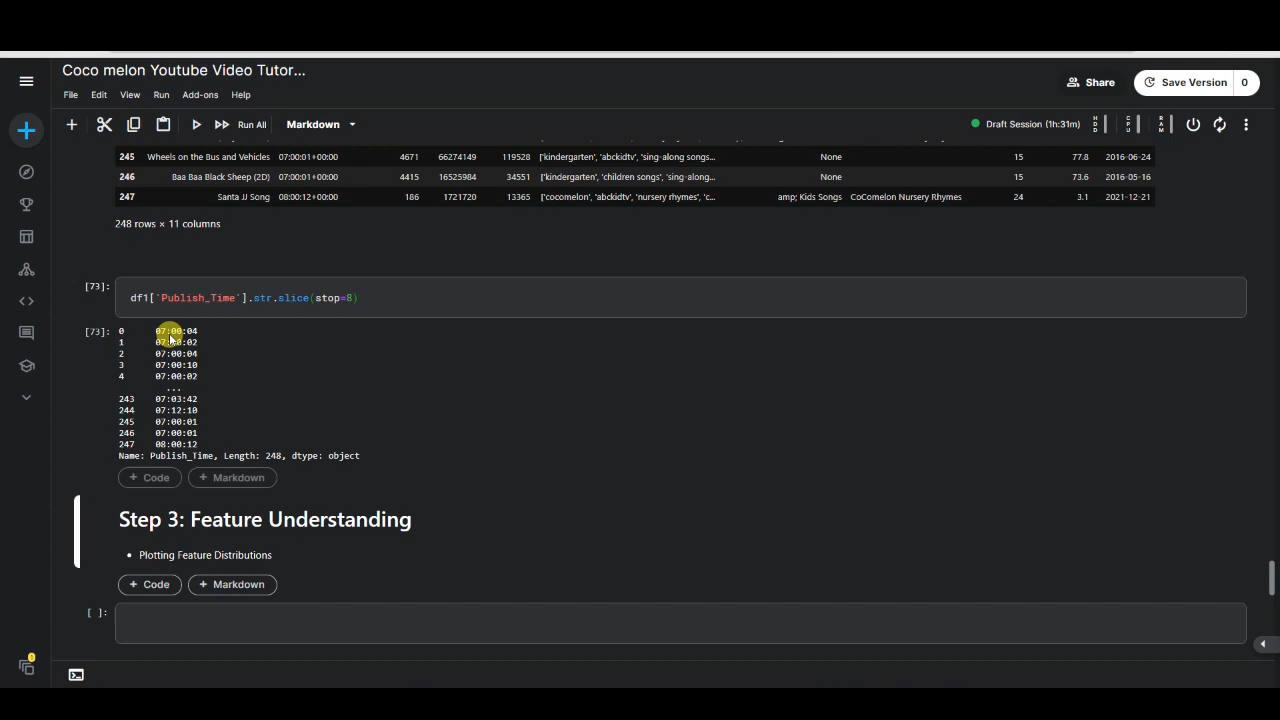 Coco melon Youtube Video Tutor...
File Edit View Run Add-ons Help
Share
Save Version 0
+ Run All Markdown
Draft Session (1h:31m) HDD CPU RAM
245 Wheels on the Bus and Vehicles 07:00:01+00:00 4671 66274149 119528 ['kindergarten', 'abckidtv', 'sing-along songs... None 15 77.8 2016-06-24
246 Baa Baa Black Sheep (2D) 07:00:01+00:00 4415 16525984 34551 ['kindergarten', 'children songs', 'sing-along... None 15 73.6 2016-05-16
247 Santa JJ Song 08:00:12+00:00 186 1721720 13365 ['cocomelon', 'abckidtv', 'nursery rhymes', 'c... amp; Kids Songs CoComelon Nursery Rhymes 24 3.1 2021-12-21
248 rows × 11 columns
[73]: df1['Publish_Time'].str.slice(stop=8)
[73]: 0 07:00:04
1 07:00:02
2 07:00:04
3 07:00:10
4 07:00:02
...
243 07:03:42
244 07:12:10
245 07:00:01
246 07:00:01
247 08:00:12
Name: Publish_Time, Length: 248, dtype: object
+ Code + Markdown
Step 3: Feature Understanding
• Plotting Feature Distributions
+ Code + Markdown
[ ]:
1